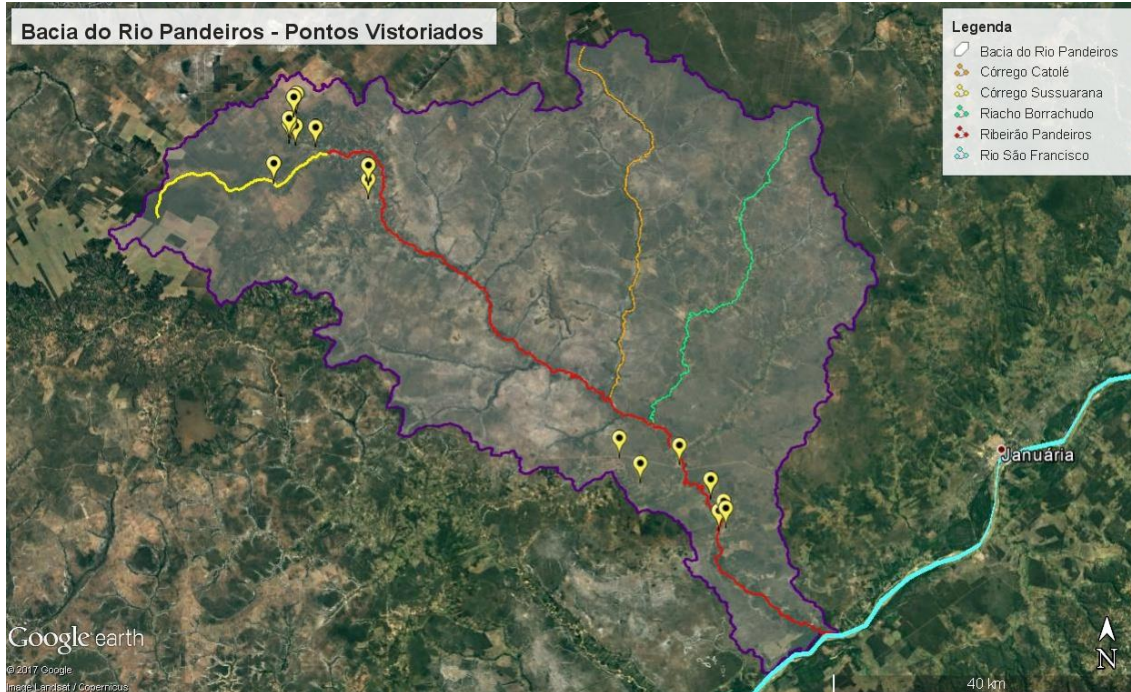 Bacia do Rio Pandeiros - Pontos Vistoriados
Legenda
Bacia do Rio Pandeiros
Córrego Catolé
Córrego Sussuarana
Riacho Borrachudo
Ribeirão Pandeiros
Rio São Francisco
Januária
Google earth
© 2017 Google
Image Landsat / Copernicus
40 km
N